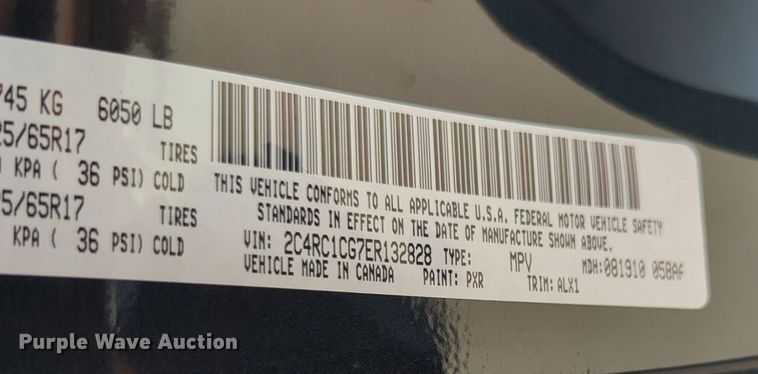 745 KG 6050 LB
25/65R17 TIRES
KPA ( 36 PSI) COLD
5/65R17 TIRES
KPA ( 36 PSI) COLD
THIS VEHICLE CONFORMS TO ALL APPLICABLE U.S.A. FEDERAL MOTOR VEHICLE SAFETY
STANDARDS IN EFFECT ON THE DATE OF MANUFACTURE SHOWN ABOVE.
VIN: 2C4RC1CG7ER132828 TYPE: MPV MDH:081910 058AF
VEHICLE MADE IN CANADA PAINT: PXR TRIM: ALX1
Purple Wave Auction